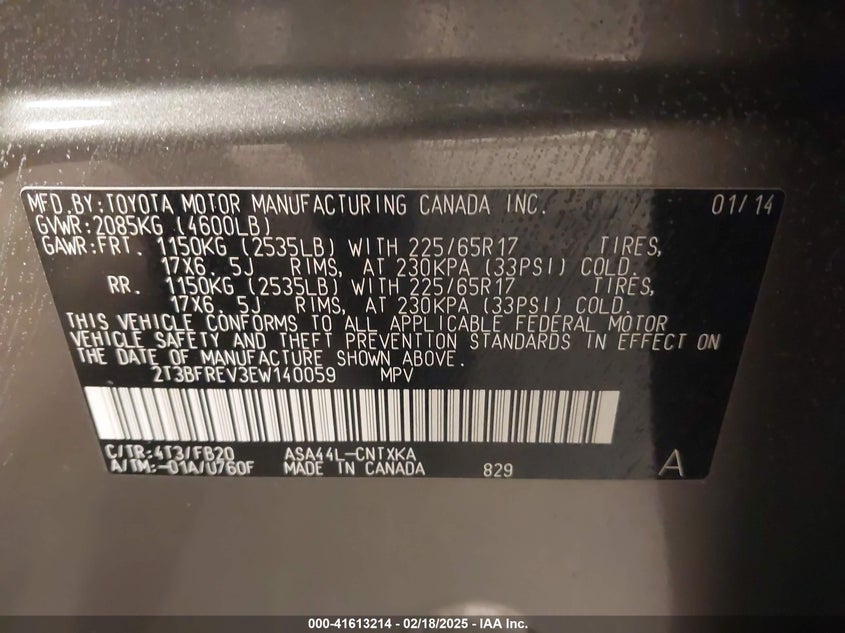 MFD.BY:TOYOTA MOTOR MANUFACTURING CANADA INC. 01/14
GVWR:2085KG (4600LB)
GAWR:FRT. 1150KG (2535LB) WITH 225/65R17 TIRES,
17X6.5J RIMS, AT 230KPA (33PSI) COLD.
RR. 1150KG (2535LB) WITH 225/65R17 TIRES,
17X6.5J RIMS, AT 230KPA (33PSI) COLD.
THIS VEHICLE CONFORMS TO ALL APPLICABLE FEDERAL MOTOR
VEHICLE SAFETY AND THEFT PREVENTION STANDARDS IN EFFECT ON
THE DATE OF MANUFACTURE SHOWN ABOVE.
2T3BFREV3EW140059 MPV
C/TR:4T3/FB20 ASA44L-CNTXKA
A/TM:-01A/U760F MADE IN CANADA 829 A
000-41613214 - 02/18/2025 - IAA Inc.